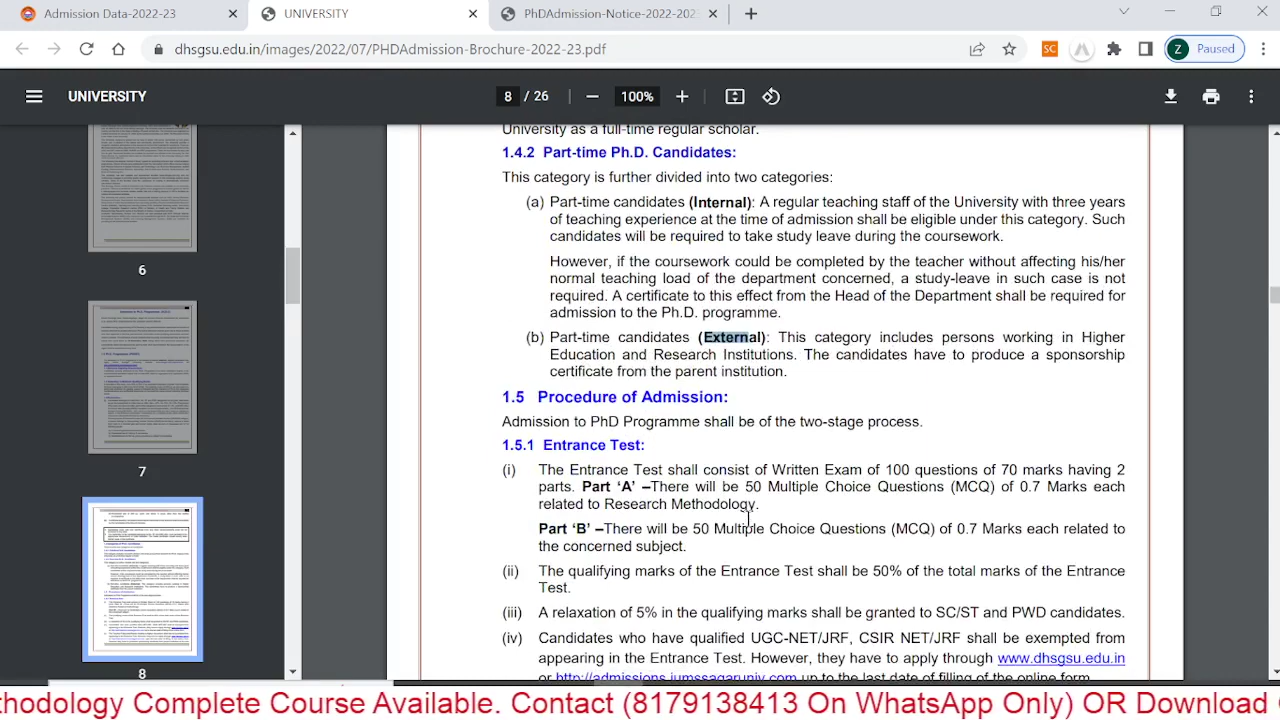 Admission Data-2022-23
UNIVERSITY
PhDAdmission-Notice-2022-202
dhsgsu.edu.in/images/2022/07/PHDAdmission-Brochure-2022-23.pdf
SC
Z
Paused
UNIVERSITY
8 / 26
100%
6
7
8
University as a full-time regular scholar.
1.4.2 Part-time Ph.D. Candidates:
This category is further divided into two categories.
(a) Part-time candidates (Internal): A regular teaching staff of the University with three years
of teaching experience at the time of admission shall be eligible under this category. Such
candidates will be required to take study leave during the coursework.
However, if the coursework could be completed by the teacher without affecting his/her
normal teaching load of the department concerned, a study-leave in such case is not
required. A certificate to this effect from the Head of the Department shall be required for
admission to the Ph.D. programme.
(b) Part-time candidates (External): This category includes persons working in Higher
Education and Research Institutions. The candidates have to produce a sponsorship
certificate from the parent institution.
1.5 Procedure of Admission:
Admission to PhD Programme shall be of the two-stage process.
1.5.1 Entrance Test:
(i) The Entrance Test shall consist of Written Exam of 100 questions of 70 marks having 2
parts. Part ‘A’ –There will be 50 Multiple Choice Questions (MCQ) of 0.7 Marks each
related to Research Methodology.
Part ‘B’ –There will be 50 Multiple Choice Questions (MCQ) of 0.7 Marks each related to
the concerned subject.
(ii) The qualifying marks of the Entrance Test shall be 50% of the total marks of the Entrance
Test.
(iii) A relaxation of 5% in the qualifying marks shall be granted to SC/ST and PWD candidates.
(iv) Candidates who have qualified UGC-NET/JRF, CSIR NET/JRF shall be exempted from
appearing in the Entrance Test. However, they have to apply through www.dhsgsu.edu.in
or http://admissions.iumssagaruniv.com upto the last date of filling of the online form.
thodology Complete Course Available. Contact (8179138413 On WhatsApp Only) OR Download